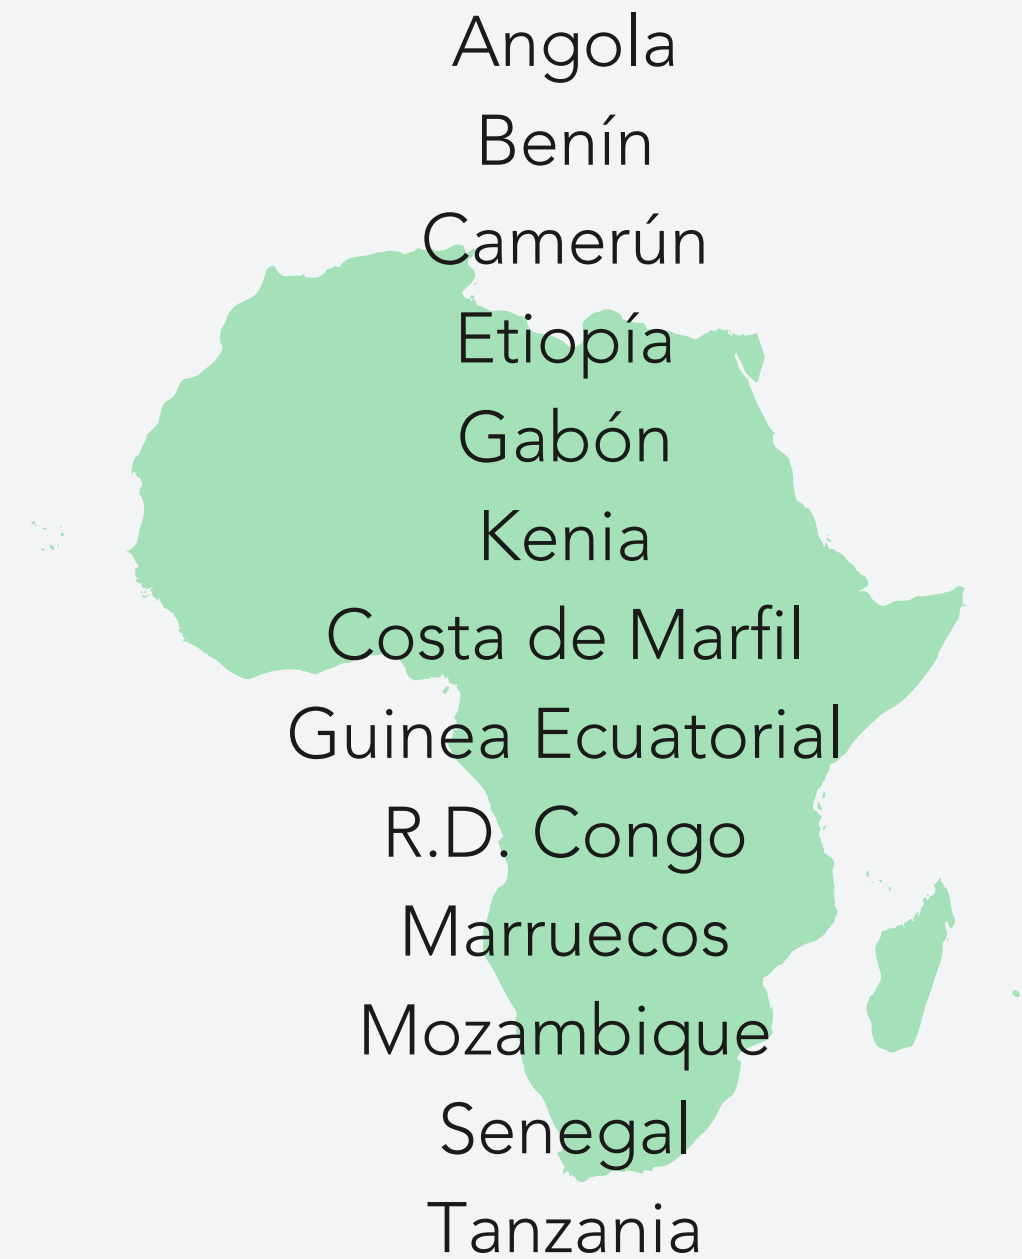 Angola
Benín
Camerún
Etiopía
Gabón
Kenia
Costa de Marfil
Guinea Ecuatorial
R.D. Congo
Marruecos
Mozambique
Senegal
Tanzania